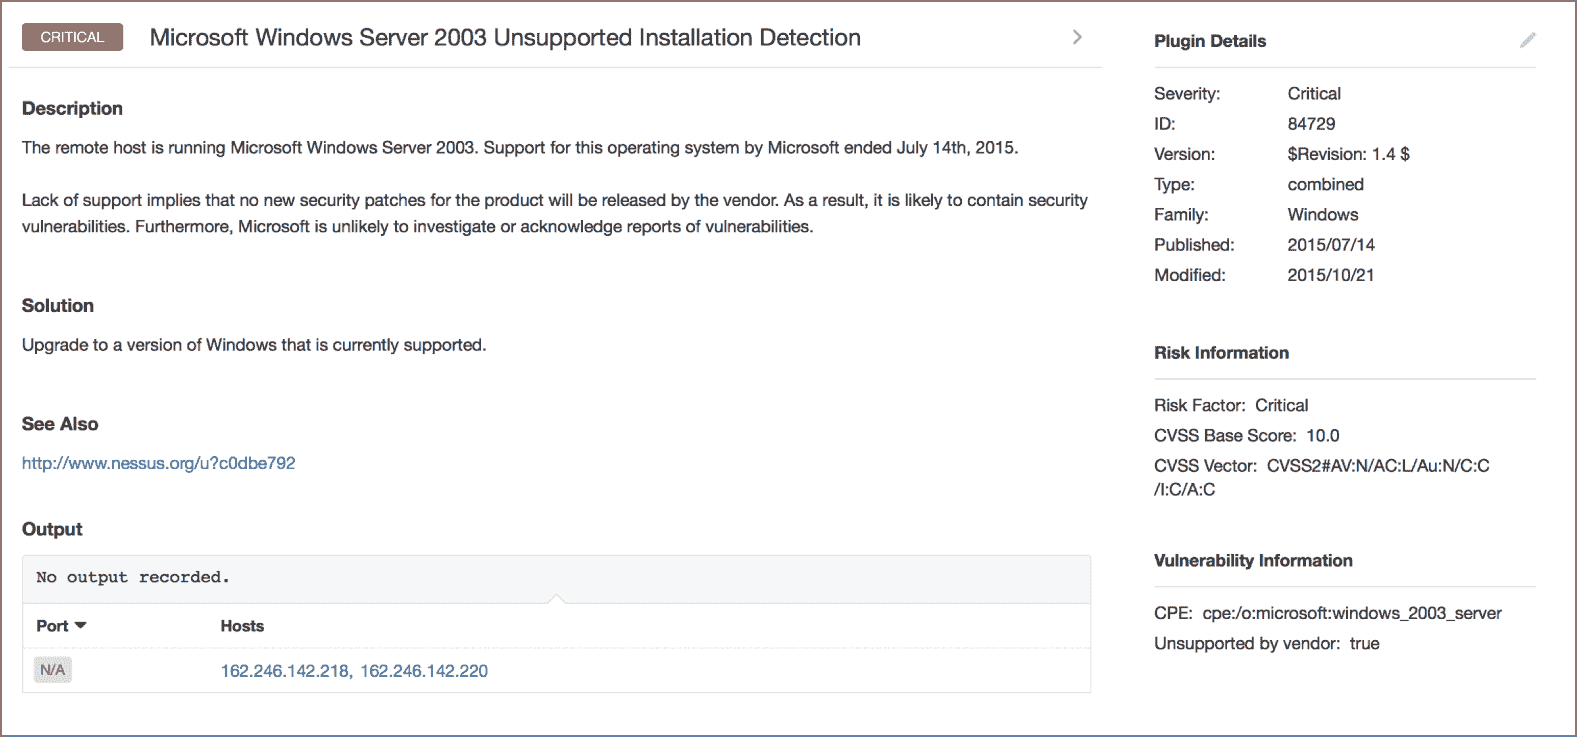 CRITICAL Microsoft Windows Server 2003 Unsupported Installation Detection
Description
The remote host is running Microsoft Windows Server 2003. Support for this operating system by Microsoft ended July 14th, 2015.
Lack of support implies that no new security patches for the product will be released by the vendor. As a result, it is likely to contain security
vulnerabilities. Furthermore, Microsoft is unlikely to investigate or acknowledge reports of vulnerabilities.
Solution
Upgrade to a version of Windows that is currently supported.
See Also
http://www.nessus.org/u?c0dbe792
Output
No output recorded.
Port Hosts
N/A 162.246.142.218, 162.246.142.220
Plugin Details
Severity: Critical
ID: 84729
Version: $Revision: 1.4 $
Type: combined
Family: Windows
Published: 2015/07/14
Modified: 2015/10/21
Risk Information
Risk Factor: Critical
CVSS Base Score: 10.0
CVSS Vector: CVSS2#AV:N/AC:L/Au:N/C:C
/I:C/A:C
Vulnerability Information
CPE: cpe:/o:microsoft:windows_2003_server
Unsupported by vendor: true